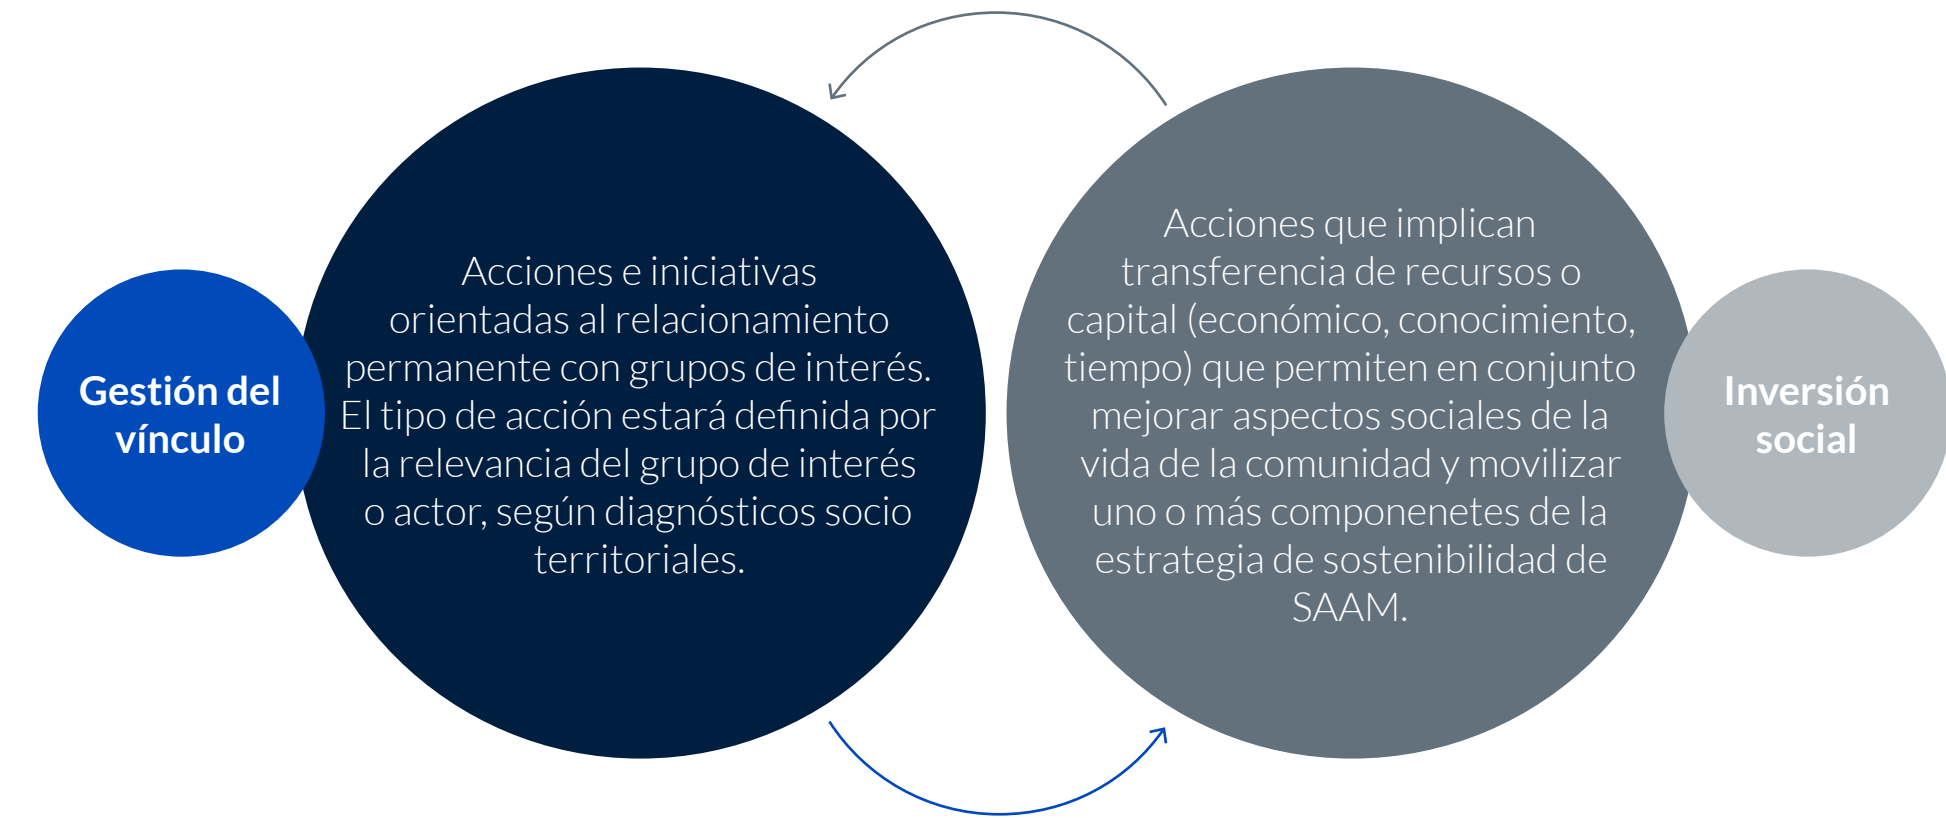 Gestión del
vínculo
Acciones e iniciativas
orientadas al relacionamiento
permanente con grupos de interés.
El tipo de acción estará definida por
la relevancia del grupo de interés
o actor, según diagnósticos socio
territoriales.
Acciones que implican
transferencia de recursos o
capital (económico, conocimiento,
tiempo) que permiten en conjunto
mejorar aspectos sociales de la
vida de la comunidad y movilizar
uno o más componenetes de la
estrategia de sostenibilidad de
SAAM.
Inversión
social